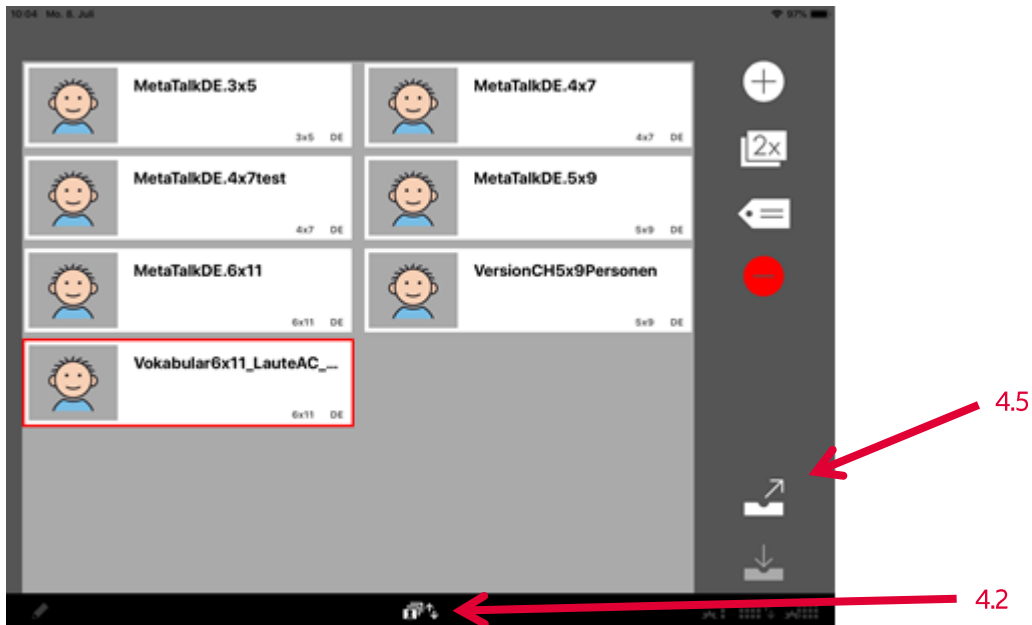 10:04 Mo. 8. Juli
97%
MetaTalkDE.3x5
3x5 DE
MetaTalkDE.4x7
4x7 DE
2x
MetaTalkDE.4x7test
4x7 DE
MetaTalkDE.5x9
5x9 DE
MetaTalkDE.6x11
6x11 DE
VersionCH5x9Personen
5x9 DE
Vokabular6x11_LauteAC_...
6x11 DE
4.5
4.2